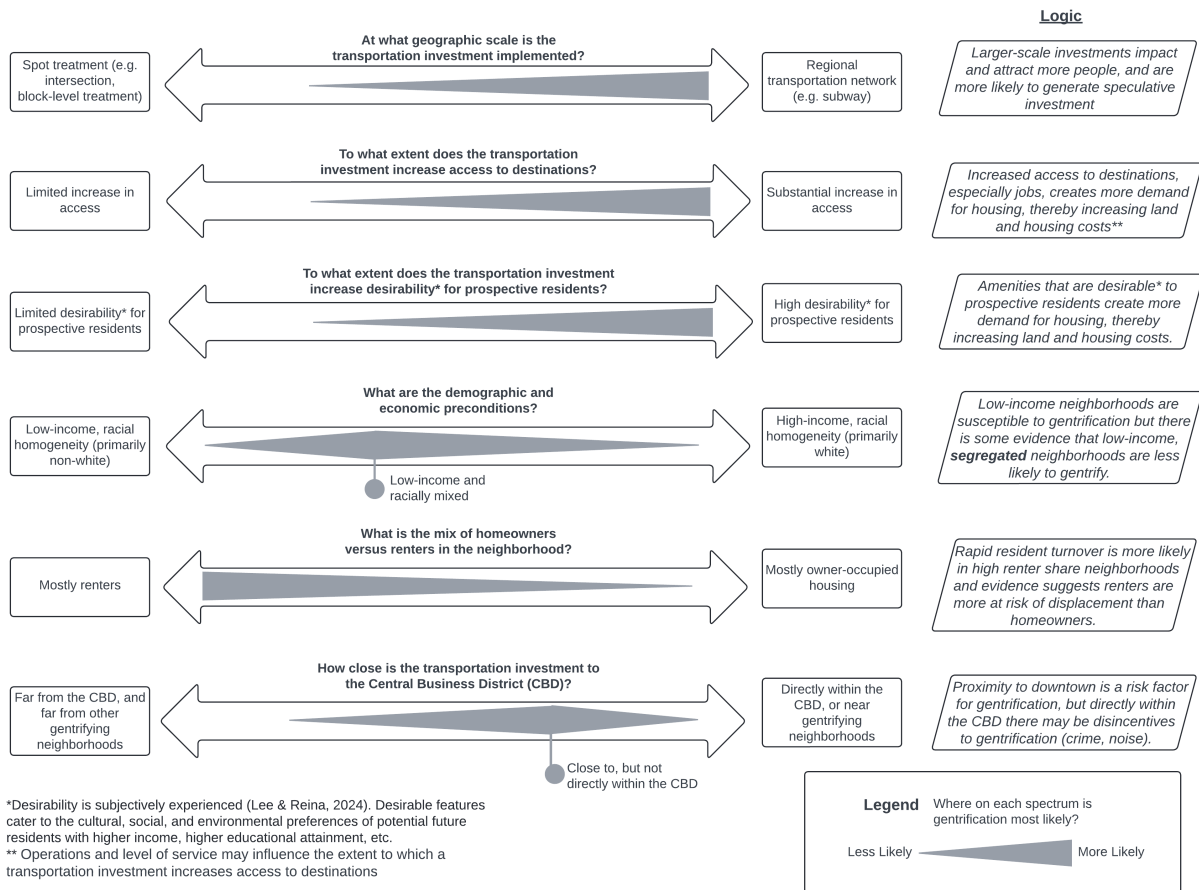 Logic
At what geographic scale is the
transportation investment implemented?
Spot treatment (e.g.
intersection,
block-level treatment)
Regional
transportation network
(e.g. subway)
Larger-scale investments impact
and attract more people, and are
more likely to generate speculative
investment
To what extent does the transportation
investment increase access to destinations?
Limited increase in
access
Substantial increase in
access
Increased access to destinations,
especially jobs, creates more demand
for housing, thereby increasing land
and housing costs**
To what extent does the transportation investment
increase desirability* for prospective residents?
Limited desirability* for
prospective residents
High desirability* for
prospective residents
Amenities that are desirable* to
prospective residents create more
demand for housing, thereby
increasing land and housing costs.
What are the demographic and
economic preconditions?
Low-income, racial
homogeneity (primarily
non-white)
Low-income and
racially mixed
High-income, racial
homogeneity (primarily
white)
Low-income neighborhoods are
susceptible to gentrification but there
is some evidence that low-income,
segregated neighborhoods are less
likely to gentrify.
What is the mix of homeowners
versus renters in the neighborhood?
Mostly renters
Mostly owner-occupied
housing
Rapid resident turnover is more likely
in high renter share neighborhoods
and evidence suggests renters are
more at risk of displacement than
homeowners.
How close is the transportation investment to
the Central Business District (CBD)?
Far from the CBD, and
far from other
gentrifying
neighborhoods
Close to, but not
directly within the CBD
Directly within the
CBD, or near
gentrifying
neighborhoods
Proximity to downtown is a risk factor
for gentrification, but directly within
the CBD there may be disincentives
to gentrification (crime, noise).
*Desirability is subjectively experienced (Lee & Reina, 2024). Desirable features
cater to the cultural, social, and environmental preferences of potential future
residents with higher income, higher educational attainment, etc.
** Operations and level of service may influence the extent to which a
transportation investment increases access to destinations
Legend
Where on each spectrum is
gentrification most likely?
Less Likely
More Likely